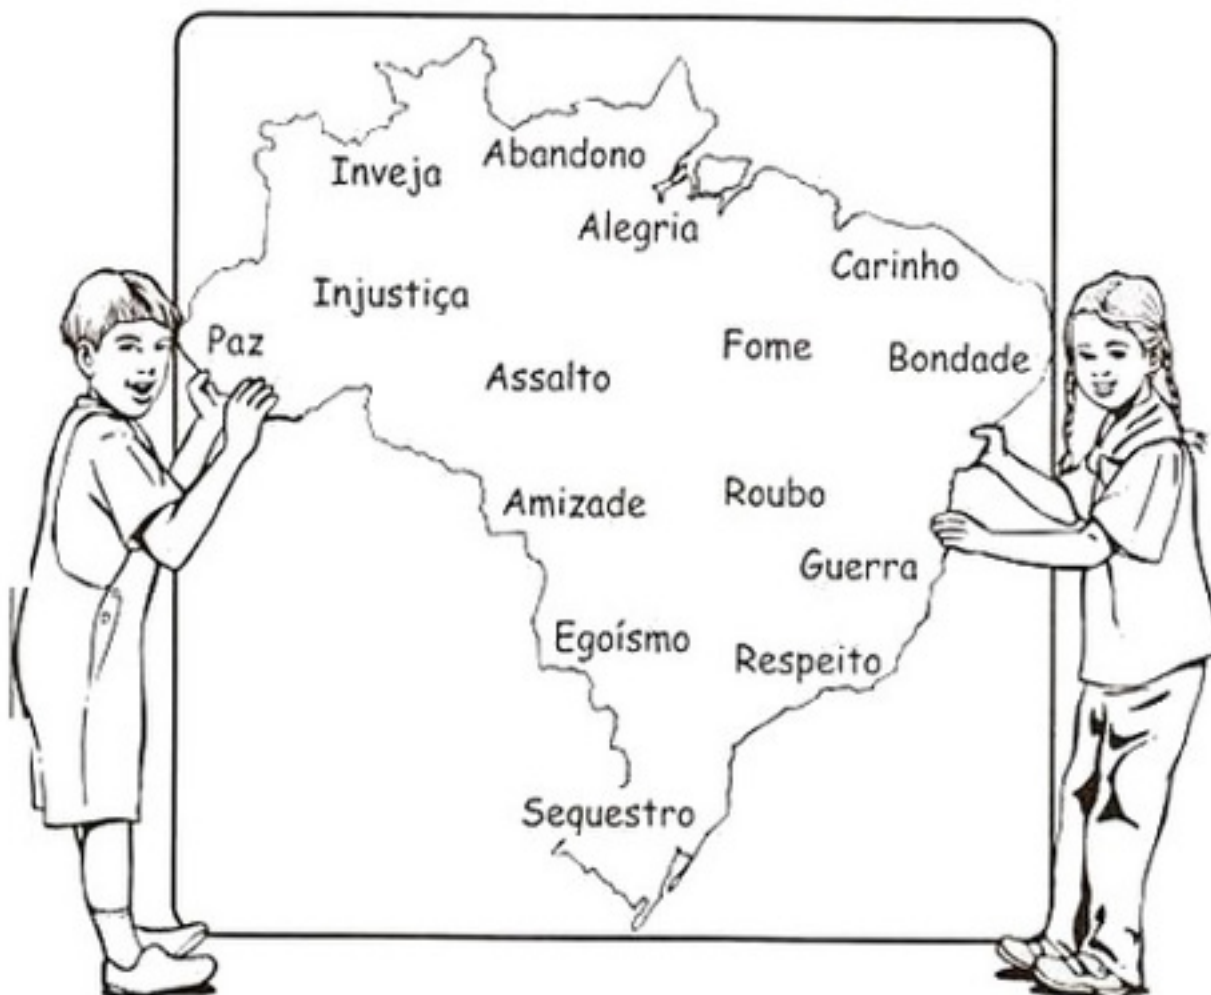 Abandono
Inveja
Alegria
Carinho
Injustiça
Paz
Fome
Bondade
Assalto
Amizade
Roubo
Guerra
Egoísmo
Respeito
Sequestro